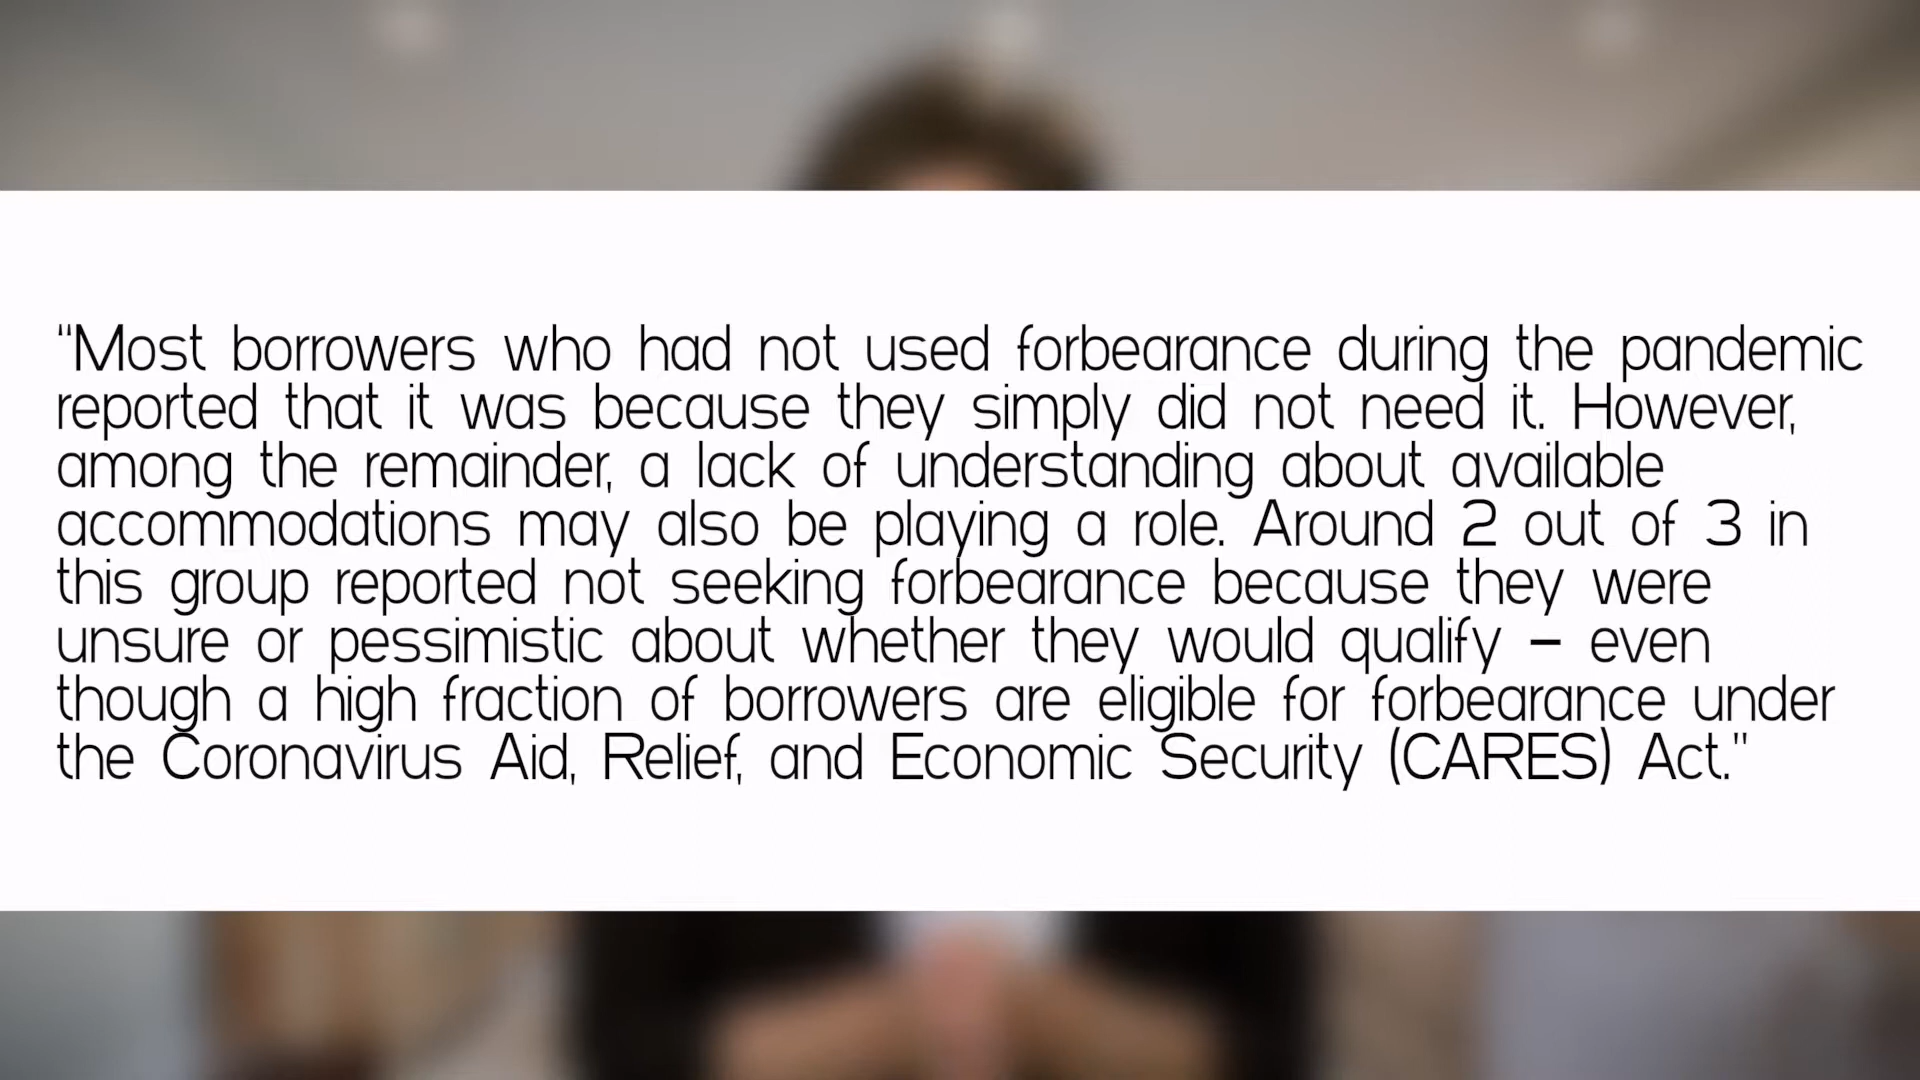 “Most borrowers who had not used forbearance during the pandemic
reported that it was because they simply did not need it. However,
among the remainder, a lack of understanding about available
accommodations may also be playing a role. Around 2 out of 3 in
this group reported not seeking forbearance because they were
unsure or pessimistic about whether they would qualify – even
though a high fraction of borrowers are eligible for forbearance under
the Coronavirus Aid, Relief, and Economic Security (CARES) Act."